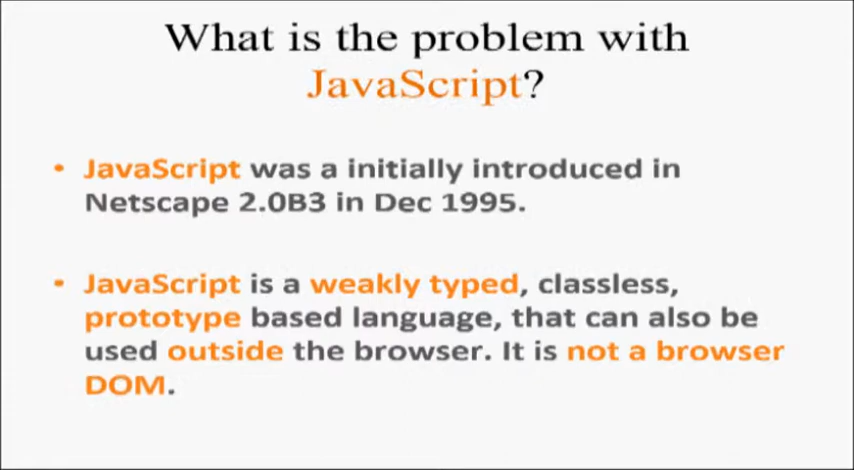 What is the problem with
JavaScript?
• JavaScript was a initially introduced in
Netscape 2.0B3 in Dec 1995.
• JavaScript is a weakly typed, classless,
prototype based language, that can also be
used outside the browser. It is not a browser
DOM.